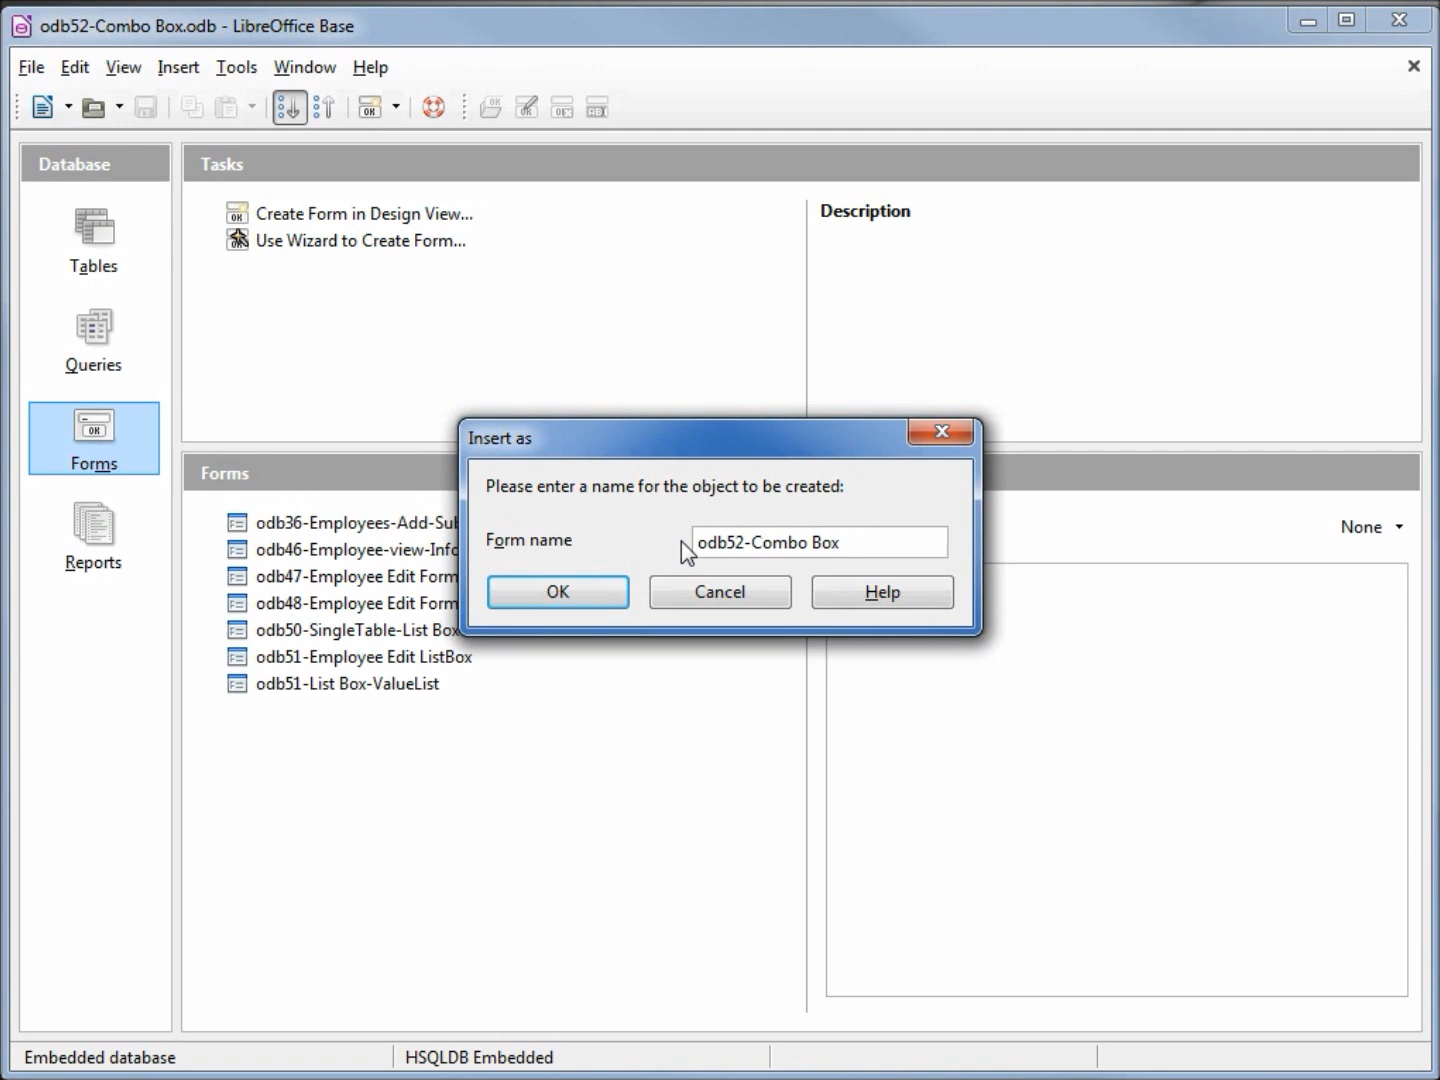 odb52-Combo Box.odb - LibreOffice Base
File Edit View Insert Tools Window Help
Database
Tasks
Create Form in Design View...
Use Wizard to Create Form...
Description
Tables
Queries
Forms
Reports
Forms
odb36-Employees-Add-Sub
odb46-Employee-view-Info
odb47-Employee Edit Form
odb48-Employee Edit Form
odb50-SingleTable-List Box
odb51-Employee Edit ListBox
odb51-List Box-ValueList
None
Insert as
Please enter a name for the object to be created:
Form name
odb52-Combo Box
OK Cancel Help
Embedded database
HSQLDB Embedded